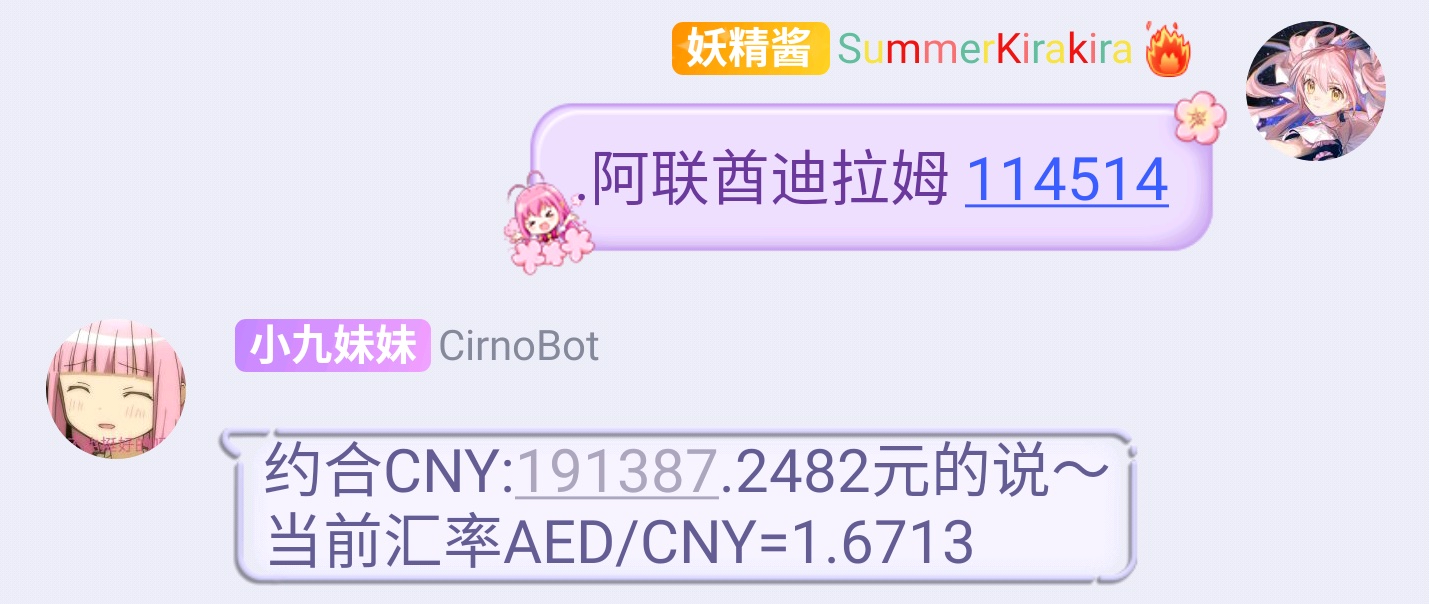 妖精酱 SummerKirakira
.阿联酋迪拉姆 114514
小九妹妹 CirnoBot
约合CNY:191387.2482元的说～
当前汇率AED/CNY=1.6713